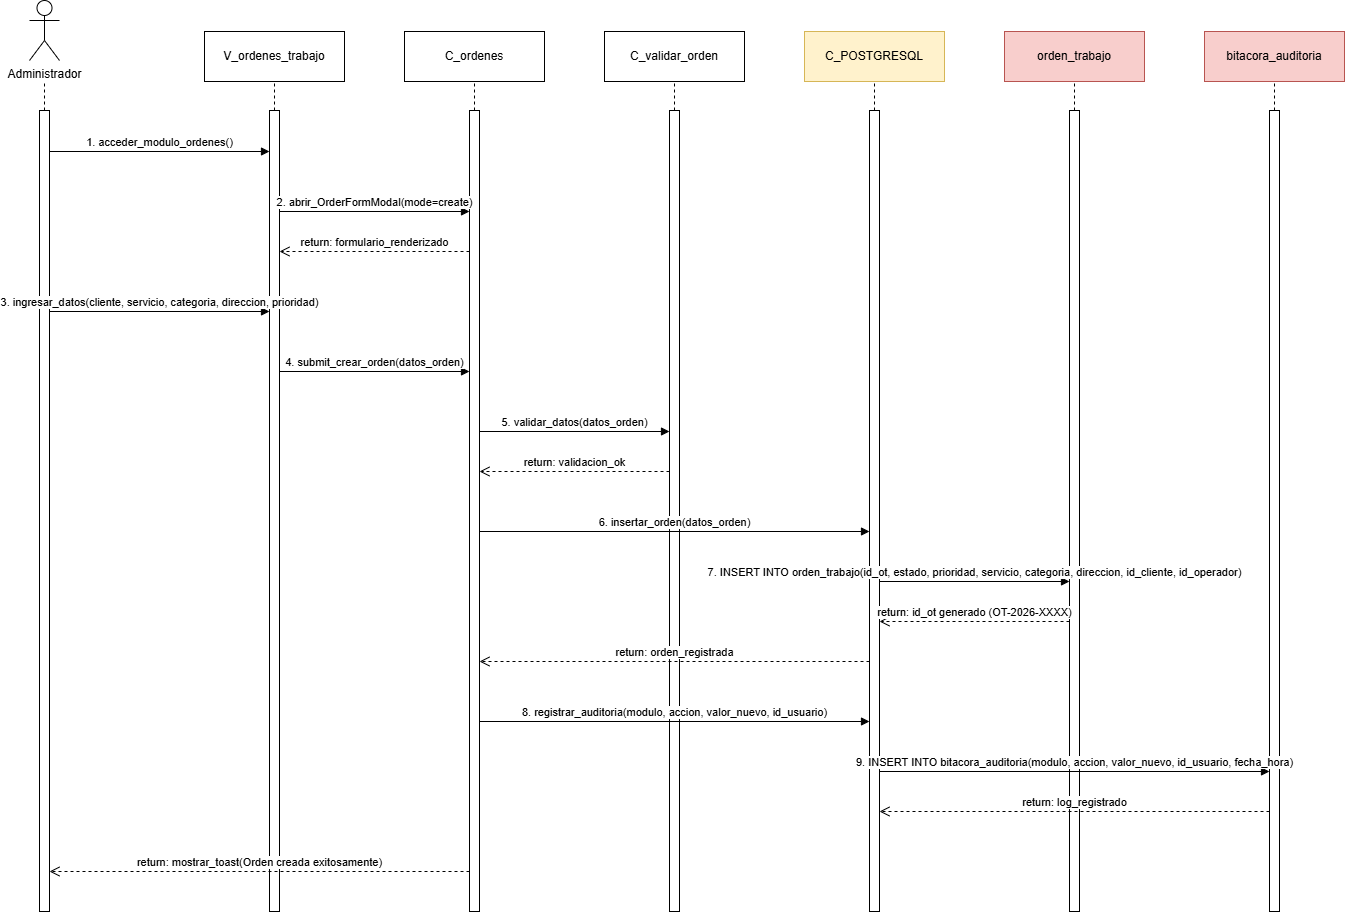 Administrador
V_ordenes_trabajo
C_ordenes
C_validar_orden
C_POSTGRESQL
orden_trabajo
bitacora_auditoria
1. acceder_modulo_ordenes()
2. abrir_OrderFormModal(mode=create)
return: formulario_renderizado
3. ingresar_datos(cliente, servicio, categoria, direccion, prioridad)
4. submit_crear_orden(datos_orden)
5. validar_datos(datos_orden)
return: validacion_ok
6. insertar_orden(datos_orden)
7. INSERT INTO orden_trabajo(id_ot, estado, prioridad, servicio, categoria, direccion, id_cliente, id_operador)
return: id_ot generado (OT-2026-XXXX)
return: orden_registrada
8. registrar_auditoria(modulo, accion, valor_nuevo, id_usuario)
9. INSERT INTO bitacora_auditoria(modulo, accion, valor_nuevo, id_usuario, fecha_hora)
return: log_registrado
return: mostrar_toast(Orden creada exitosamente)